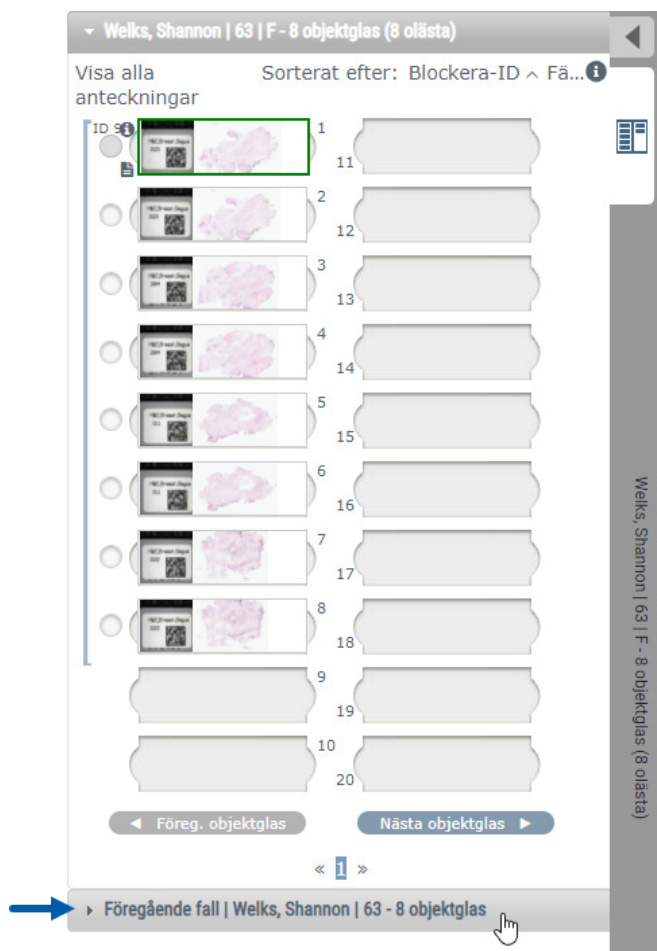 Welks, Shannon | 63 | F - 8 objektglas (8 olästa)
Visa alla anteckningar
Sorterat efter: Blockera-ID ^ Fä...
ID 9
1
11
2
12
3
13
4
14
5
15
6
16
7
17
8
18
9
19
10
20
Föreg. objektglas
Nästa objektglas
« 1 »
Föregående fall | Welks, Shannon | 63 - 8 objektglas
Welks, Shannon | 63 | F - 8 objektglas (8 olästa)